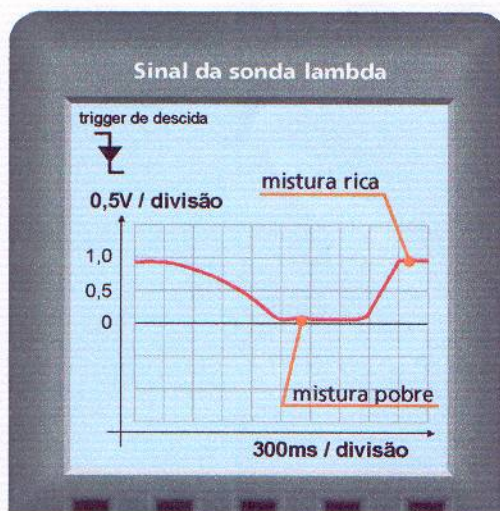 Sinal da sonda lambda
trigger de descida
mistura rica
0,5V / divisão
1,0
0,5
0
mistura pobre
300ms / divisão